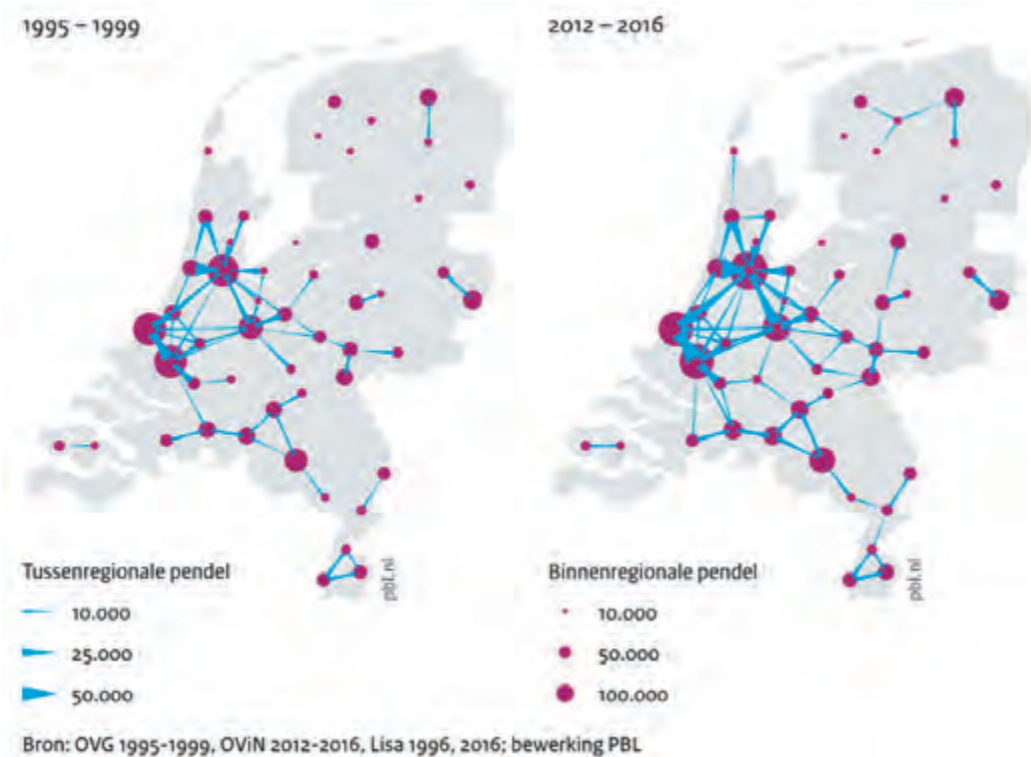 1995 – 1999
2012 – 2016
Tussenregionale pendel
10.000
25.000
50.000
pbl.nl
Binnenregionale pendel
10.000
50.000
100.000
pbl.nl
Bron: OVG 1995-1999, OViN 2012-2016, Lisa 1996, 2016; bewerking PBL